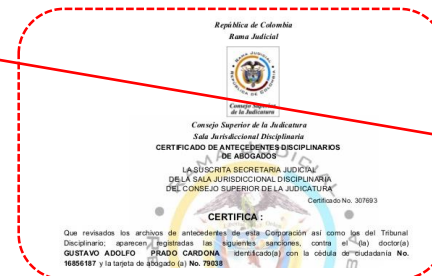 República de Colombia
Rama Judicial
Consejo Superior
de la Judicatura
Consejo Superior de la Judicatura
Sala Jurisdiccional Disciplinaria
CERTIFICADO DE ANTECEDENTES DISCIPLINARIOS
DE ABOGADOS
LA SUSCRITA SECRETARIA JUDICIAL
DE LA SALA JURISDICCIONAL DISCIPLINARIA
DEL CONSEJO SUPERIOR DE LA JUDICATURA
Certificado No. 307693
CERTIFICA :
Que revisados los archivos de antecedentes de esta Corporación así como los del Tribunal
Disciplinario; aparecen registradas las siguientes sanciones, contra el (la) doctor(a)
GUSTAVO ADOLFO PRADO CARDONA identificado(a) con la cédula de ciudadanía No.
16856187 y la tarjeta de abogado (a) No. 79038